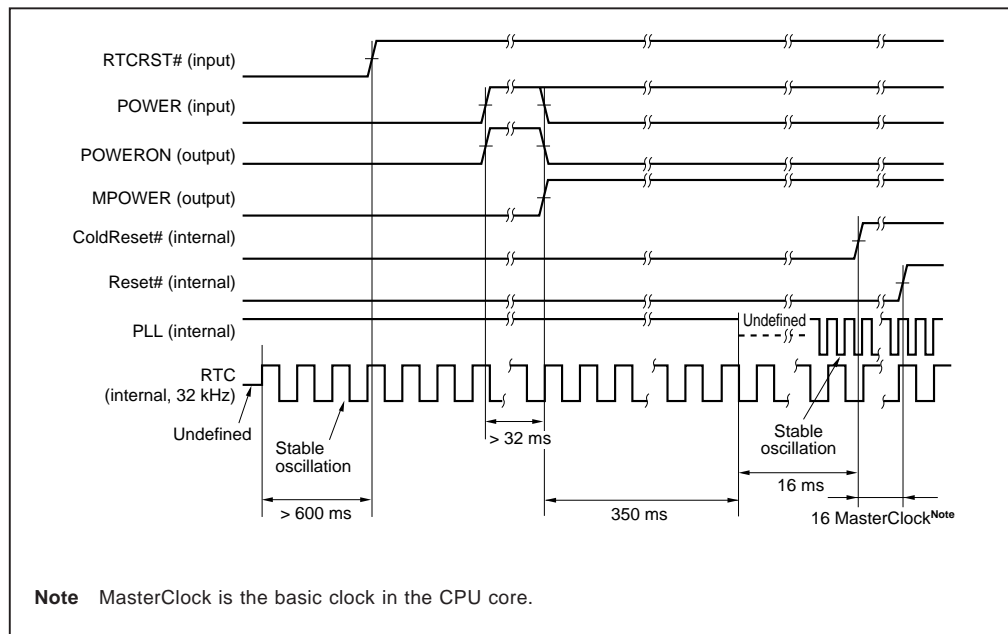 RTCRST# (input)
POWER (input)
POWERON (output)
MPOWER (output)
ColdReset# (internal)
Reset# (internal)
PLL (internal)
Undefined
RTC
(internal, 32 kHz)
Undefined
Stable
oscillation
> 32 ms
Stable
oscillation
> 600 ms
350 ms
16 ms
16 MasterClockNote
Note MasterClock is the basic clock in the CPU core.